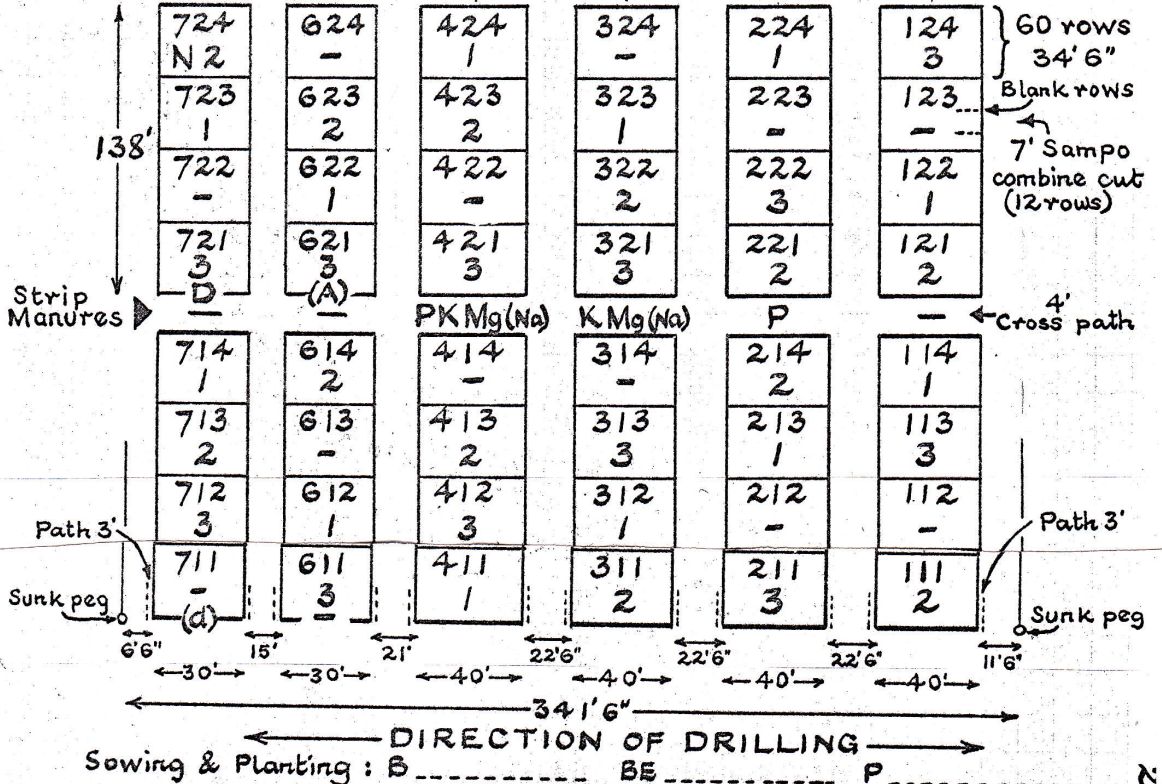 724 624 424 324 224 124 60 rows
N 2 - 1 - 1 3 34'6"
Blank rows
723 623 423 323 223 123
1 2 2 1 - -
138'
7' Sampo
combine cut
(12 rows)
722 622 422 322 222 122
- 1 - 2 3 1
721 621 421 321 221 121
3 3 3 3 2 2
Strip
Manures
D (A)
- - PKMg(Na) KMg(Na) P -
4'
Cross path
714 614 414 314 214 114
1 2 - - 2 1
713 613 413 313 213 113
2 - 2 3 1 3
712 612 412 312 212 112
3 1 3 1 - -
Path 3' Path 3'
711 611 411 311 211 111
- 3 1 2 3 2
(d) -
Sunk peg Sunk peg
6'6" 15' 21' 22'6" 22'6" 22'6" 11'6"
30' 30' 40' 40' 40' 40'
341'6"
DIRECTION OF DRILLING
Sowing & Planting : B__________ BE__________ P__________